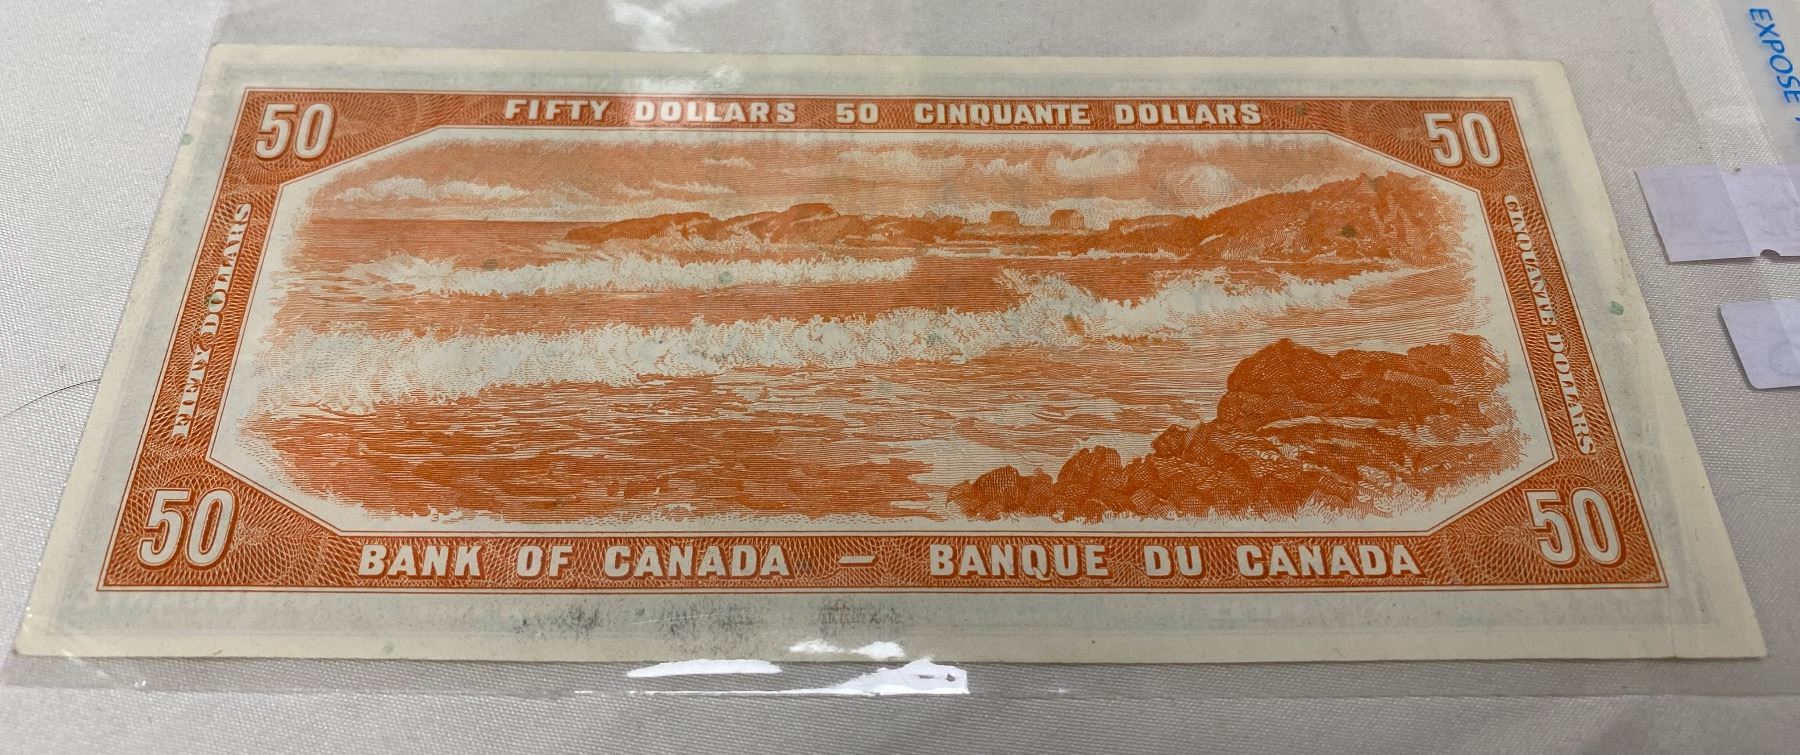 50 FIFTY DOLLARS 50 CINQUANTE DOLLARS 50
FIFTY DOLLARS
CINQUANTE DOLLARS
50 BANK OF CANADA — BANQUE DU CANADA 50
EXPOSE